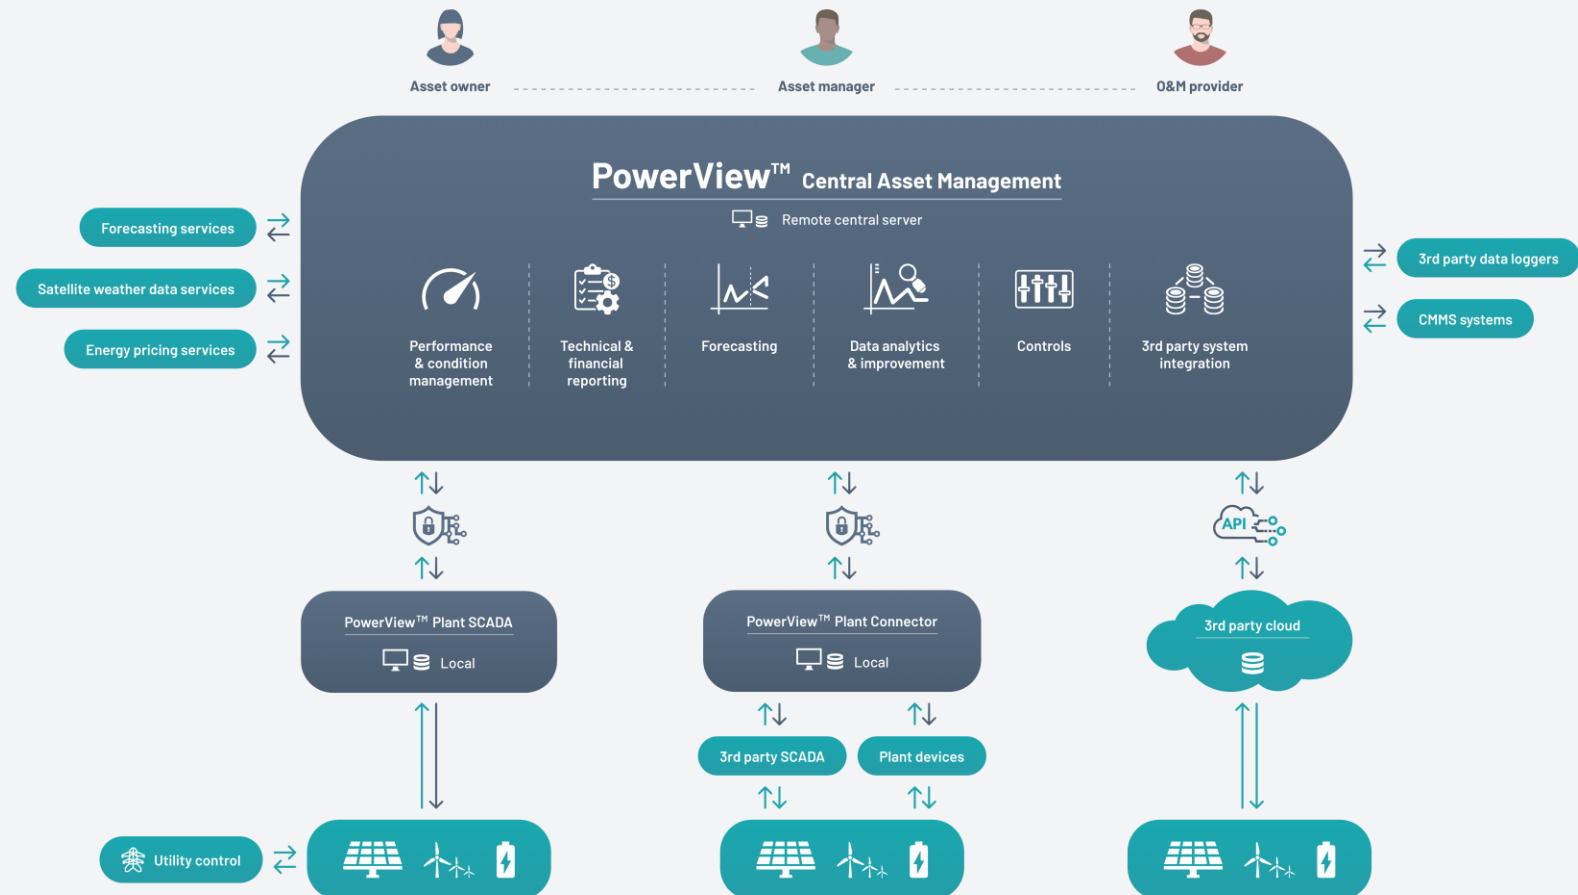 Asset owner
Asset manager
O&M provider
PowerView™ Central Asset Management
Remote central server
Forecasting services
Satellite weather data services
Energy pricing services
3rd party data loggers
CMMS systems
Performance
& condition
management
Technical &
financial
reporting
Forecasting
Data analytics
& improvement
Controls
3rd party system
integration
API
PowerView™ Plant SCADA
Local
PowerView™ Plant Connector
Local
3rd party cloud
3rd party SCADA
Plant devices
Utility control